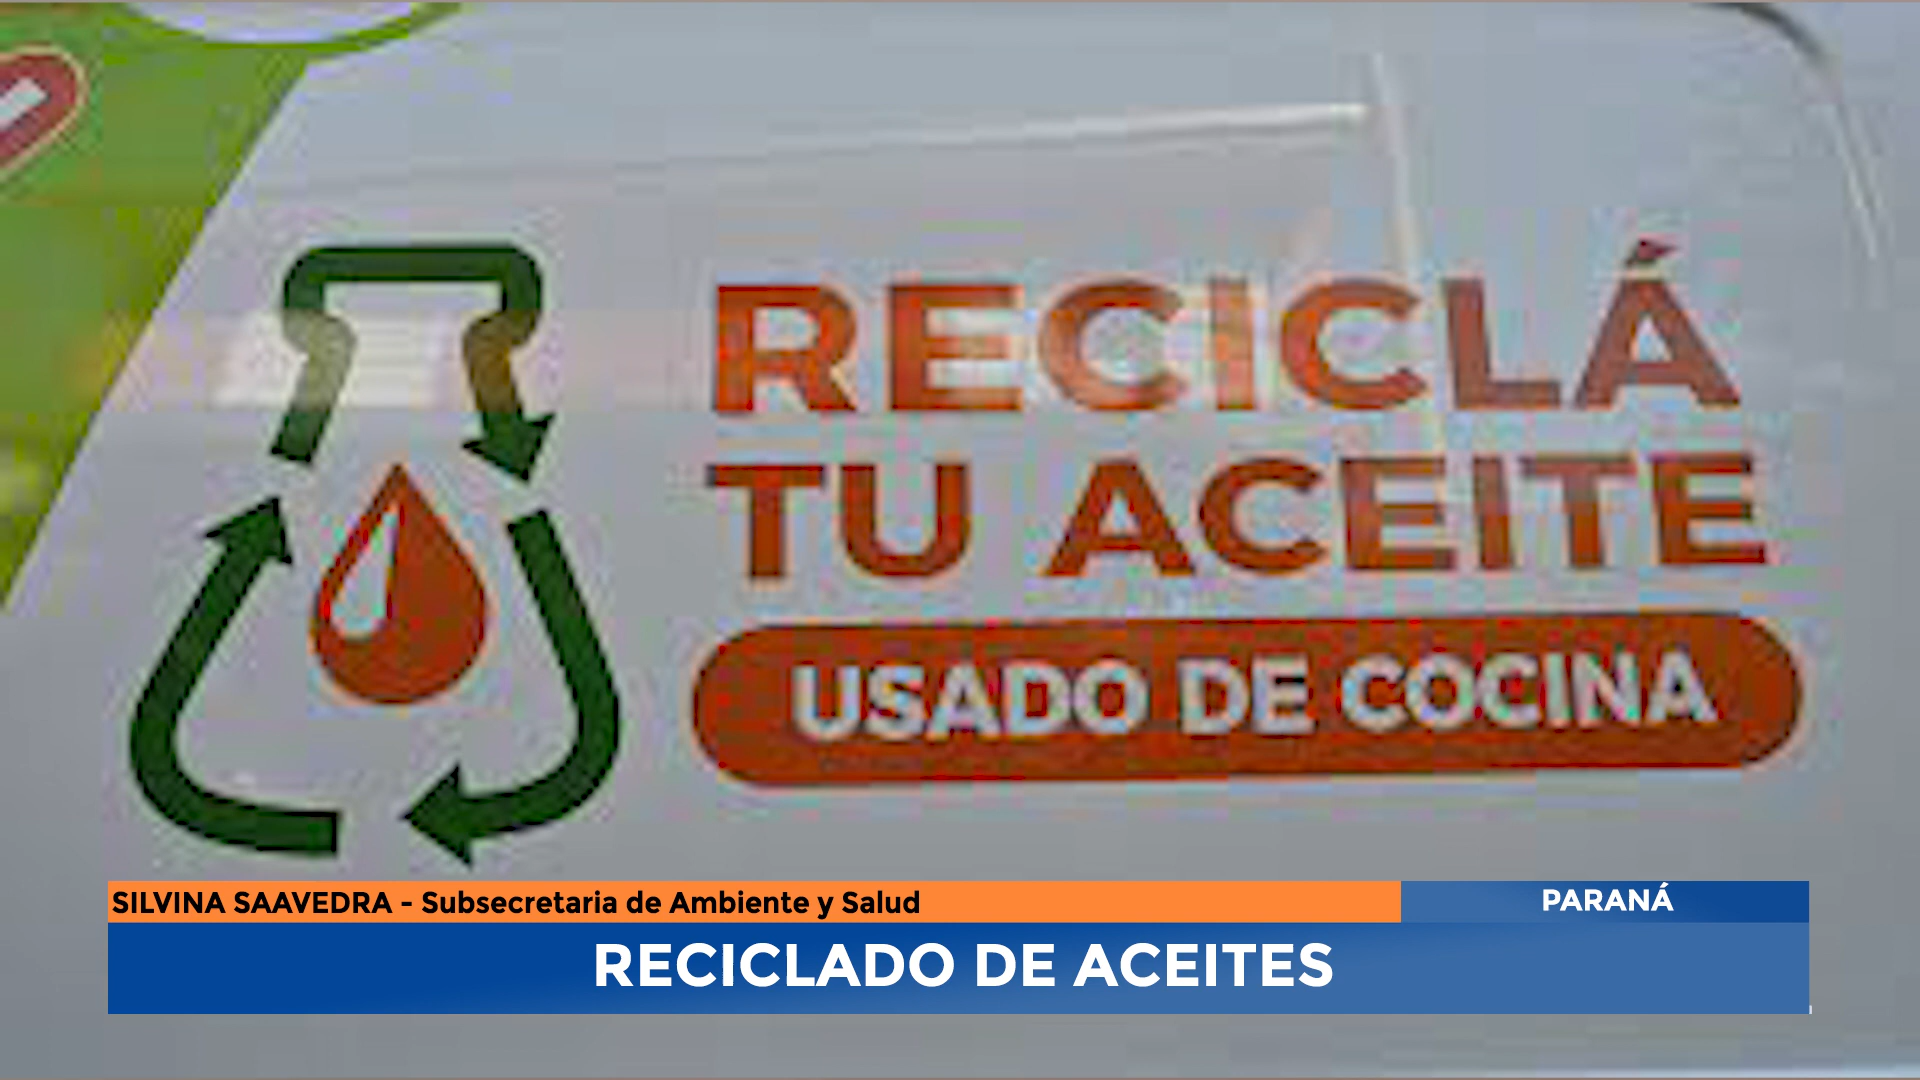 RECICLÁ
TU ACEITE
USADO DE COCINA
SILVINA SAAVEDRA - Subsecretaria de Ambiente y Salud
PARANÁ
RECICLADO DE ACEITES